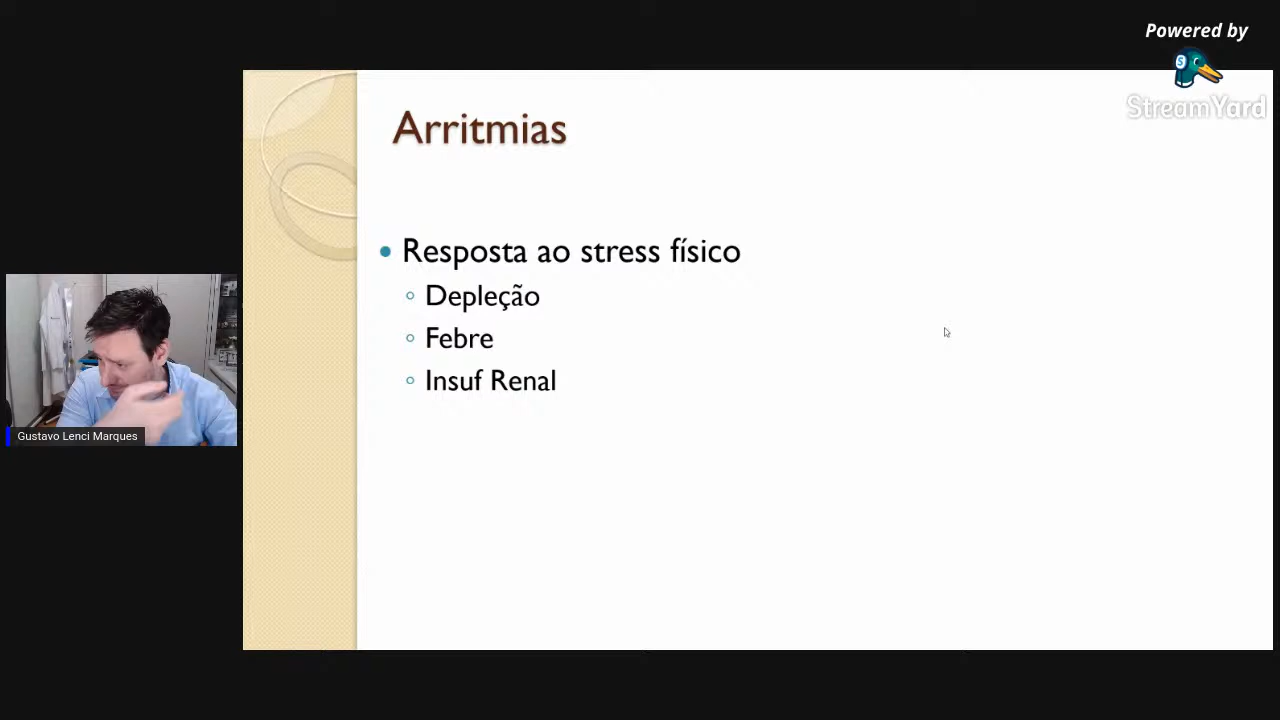 Powered by
StreamYard
Arritmias
Resposta ao stress físico
Depleção
Febre
Insuf Renal
Gustavo Lenci Marques